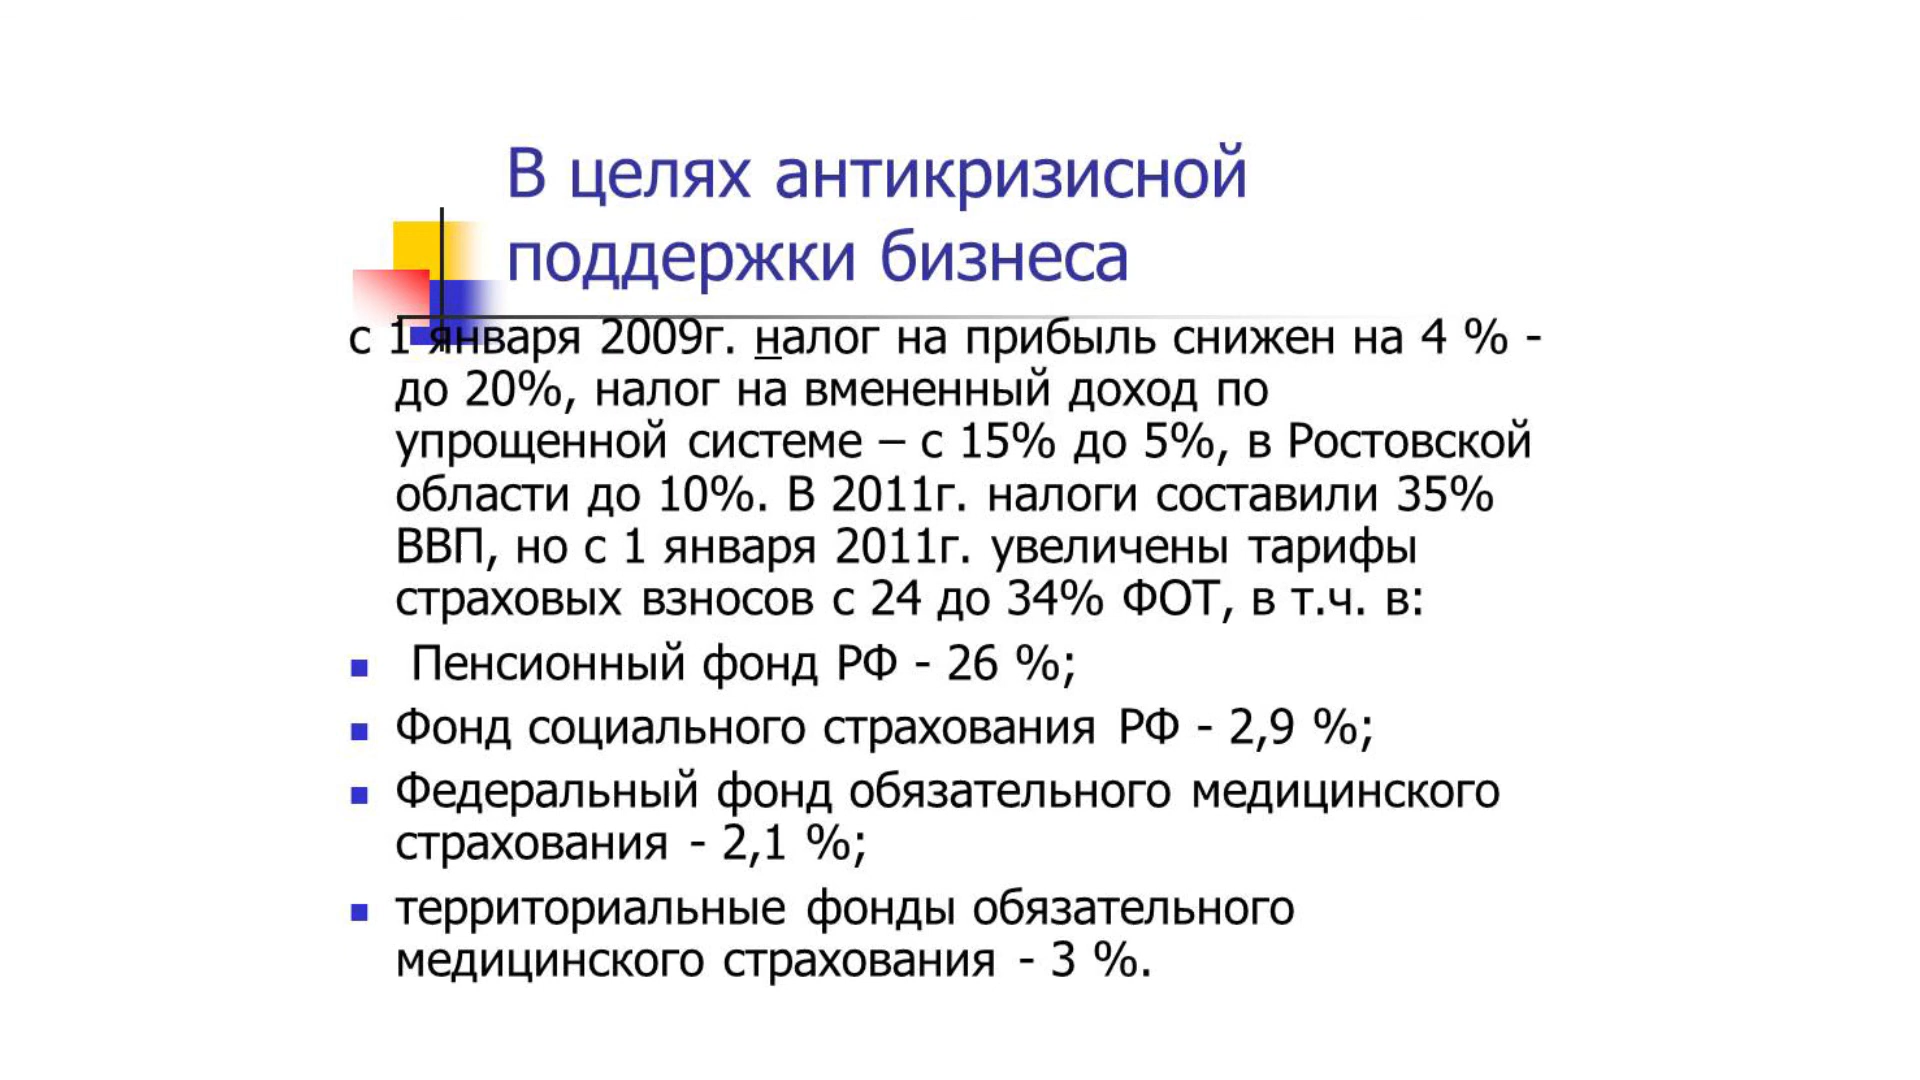 В целях антикризисной
поддержки бизнеса
с 1 января 2009г. налог на прибыль снижен на 4 % -
до 20%, налог на вмененный доход по
упрощенной системе – с 15% до 5%, в Ростовской
области до 10%. В 2011г. налоги составили 35%
ВВП, но с 1 января 2011г. увеличены тарифы
страховых взносов с 24 до 34% ФОТ, в т.ч. в:
Пенсионный фонд РФ - 26 %;
Фонд социального страхования РФ - 2,9 %;
Федеральный фонд обязательного медицинского
страхования - 2,1 %;
территориальные фонды обязательного
медицинского страхования - 3 %.